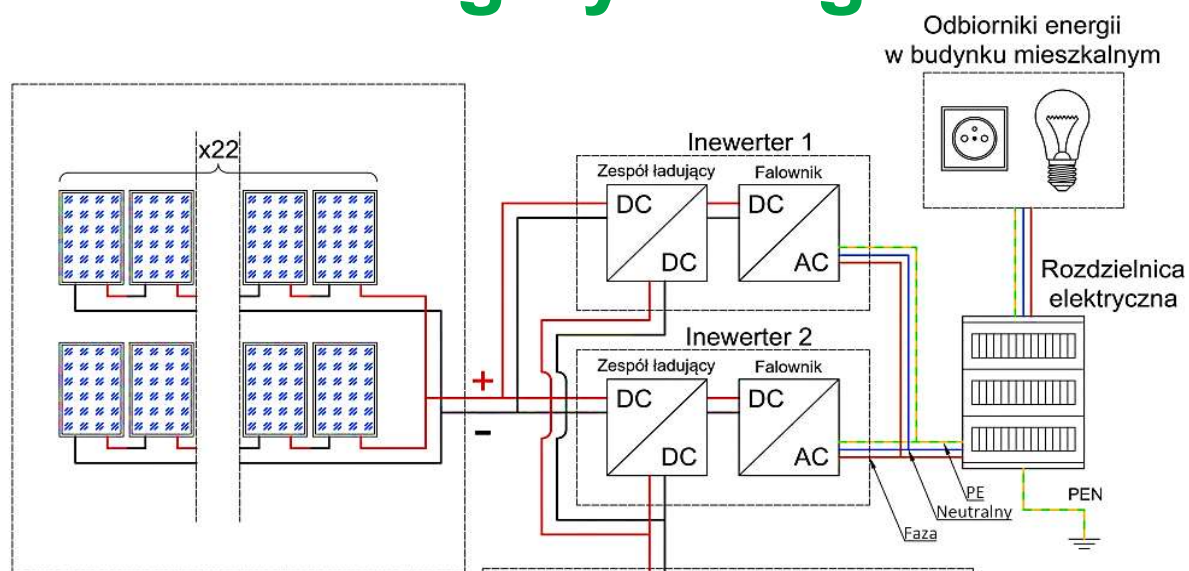 Odbiorniki energii
w budynku mieszkalnym
x22
Inewerter 1
Zespół ładujący
Falownik
DC
DC
DC
AC
Rozdzielnica
elektryczna
Inewerter 2
Zespół ładujący
Falownik
+
-
DC
DC
DC
AC
PE
Neutralny
Faza
PEN